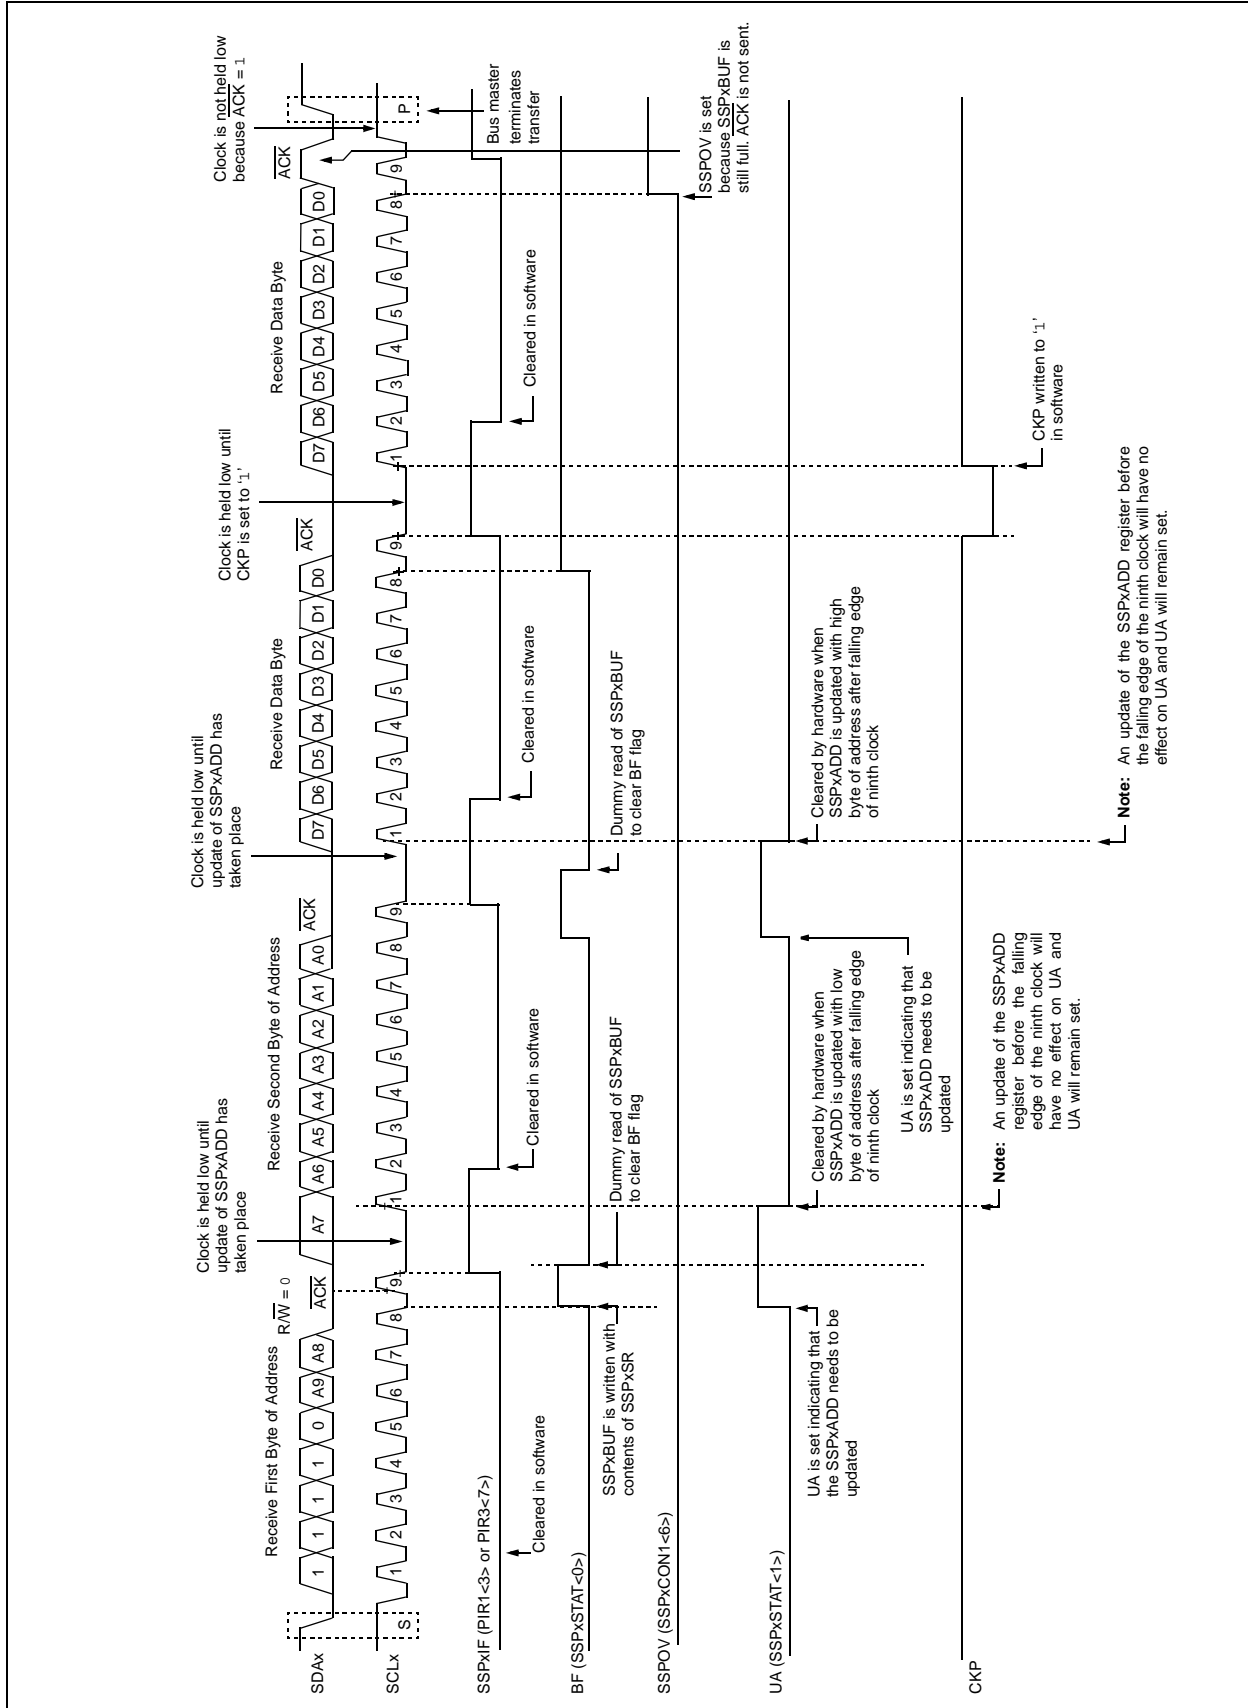 Clock is not held low
because ACK = 1
Clock is held low until
CKP is set to ‘1’
Clock is held low until
update of SSPxADD has
taken place
Clock is held low until
update of SSPxADD has
taken place
Receive First Byte of Address
R/W = 0
Receive Second Byte of Address
Receive Data Byte
Receive Data Byte
SDAx
1 1 1 1 0 A9 A8 ACK A7 A6 A5 A4 A3 A2 A1 A0 ACK D7 D6 D5 D4 D3 D2 D1 D0 ACK D7 D6 D5 D4 D3 D2 D1 D0 ACK
SCLx
S 1 2 3 4 5 6 7 8 9 1 2 3 4 5 6 7 8 9 1 2 3 4 5 6 7 8 9 1 2 3 4 5 6 7 8 9 P
Bus master
terminates
transfer
SSPxIF (PIR1<3> or PIR3<7>)
Cleared in software
Cleared in software
Cleared in software
Cleared in software
BF (SSPxSTAT<0>)
SSPxBUF is written with
contents of SSPxSR
Dummy read of SSPxBUF
to clear BF flag
Dummy read of SSPxBUF
to clear BF flag
SSPOV (SSPxCON1<6>)
SSPOV is set
because SSPxBUF is
still full. ACK is not sent.
UA (SSPxSTAT<1>)
UA is set indicating that
the SSPxADD needs to be
updated
Cleared by hardware when
SSPxADD is updated with low
byte of address after falling edge
of ninth clock
UA is set indicating that
SSPxADD needs to be
updated
Cleared by hardware when
SSPxADD is updated with high
byte of address after falling edge
of ninth clock
CKP
CKP written to ‘1’
in software
Note: An update of the SSPxADD
register before the falling
edge of the ninth clock will
have no effect on UA and
UA will remain set.
Note: An update of the SSPxADD register before
the falling edge of the ninth clock will have no
effect on UA and UA will remain set.